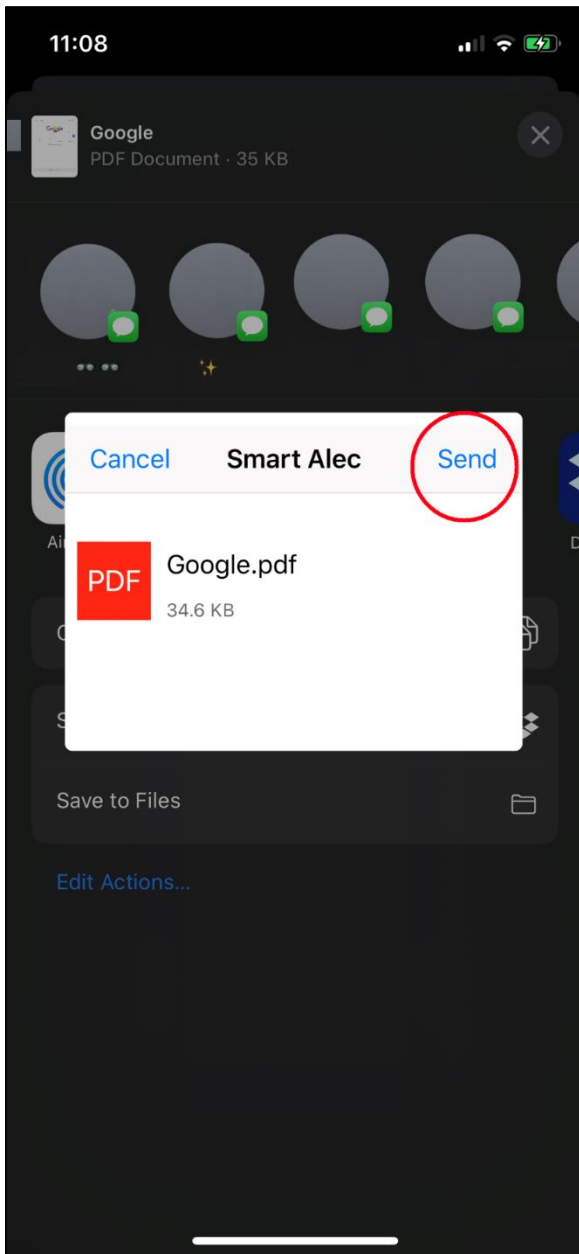 11:08
Google
PDF Document · 35 KB
Cancel Smart Alec Send
Ai
D
PDF Google.pdf
34.6 KB
C
S
Save to Files
Edit Actions...